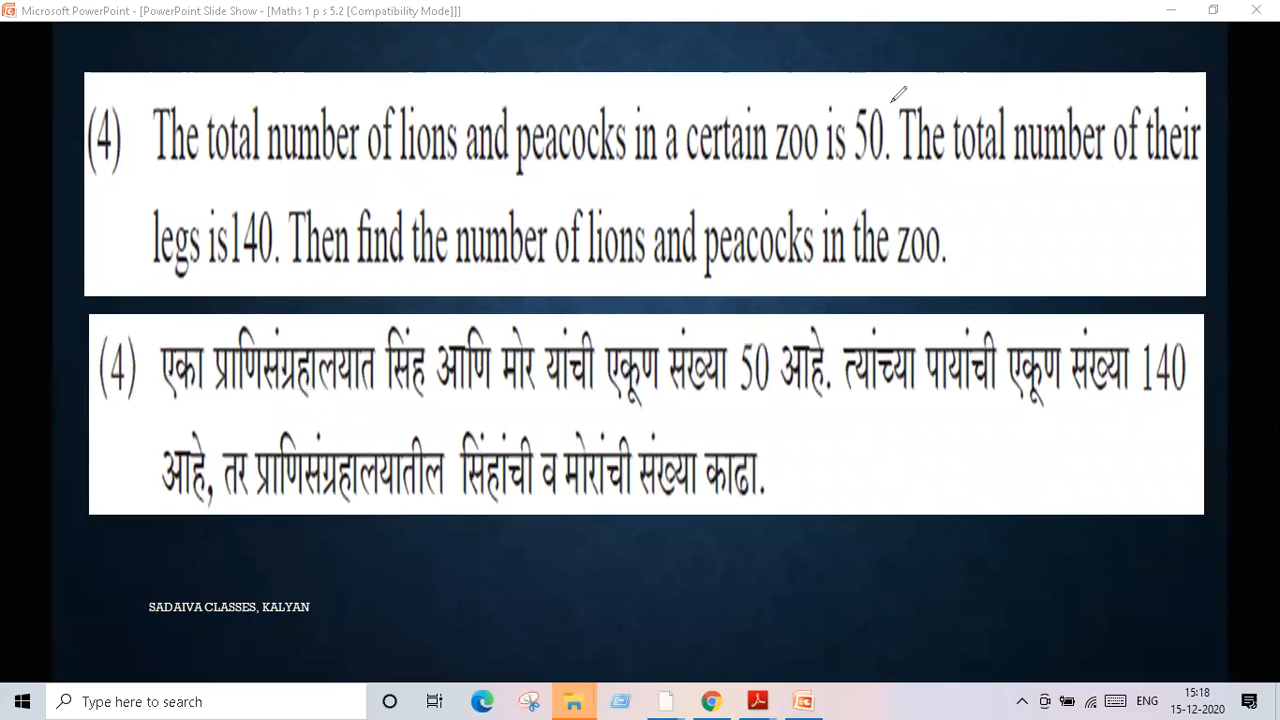 Microsoft PowerPoint - [PowerPoint Slide Show - [Maths 1 p s 5.2 [Compatibility Mode]]]
(4) The total number of lions and peacocks in a certain zoo is 50. The total number of their
legs is140. Then find the number of lions and peacocks in the zoo.
(4) एका प्राणिसंग्रहालयात सिंह आणि मोर यांची एकूण संख्या 50 आहे. त्यांच्या पायांची एकूण संख्या 140
आहे, तर प्राणिसंग्रहालयातील सिंहांची व मोरांची संख्या काढा.
SADAIVA CLASSES, KALYAN
Type here to search
ENG
15:18
15-12-2020